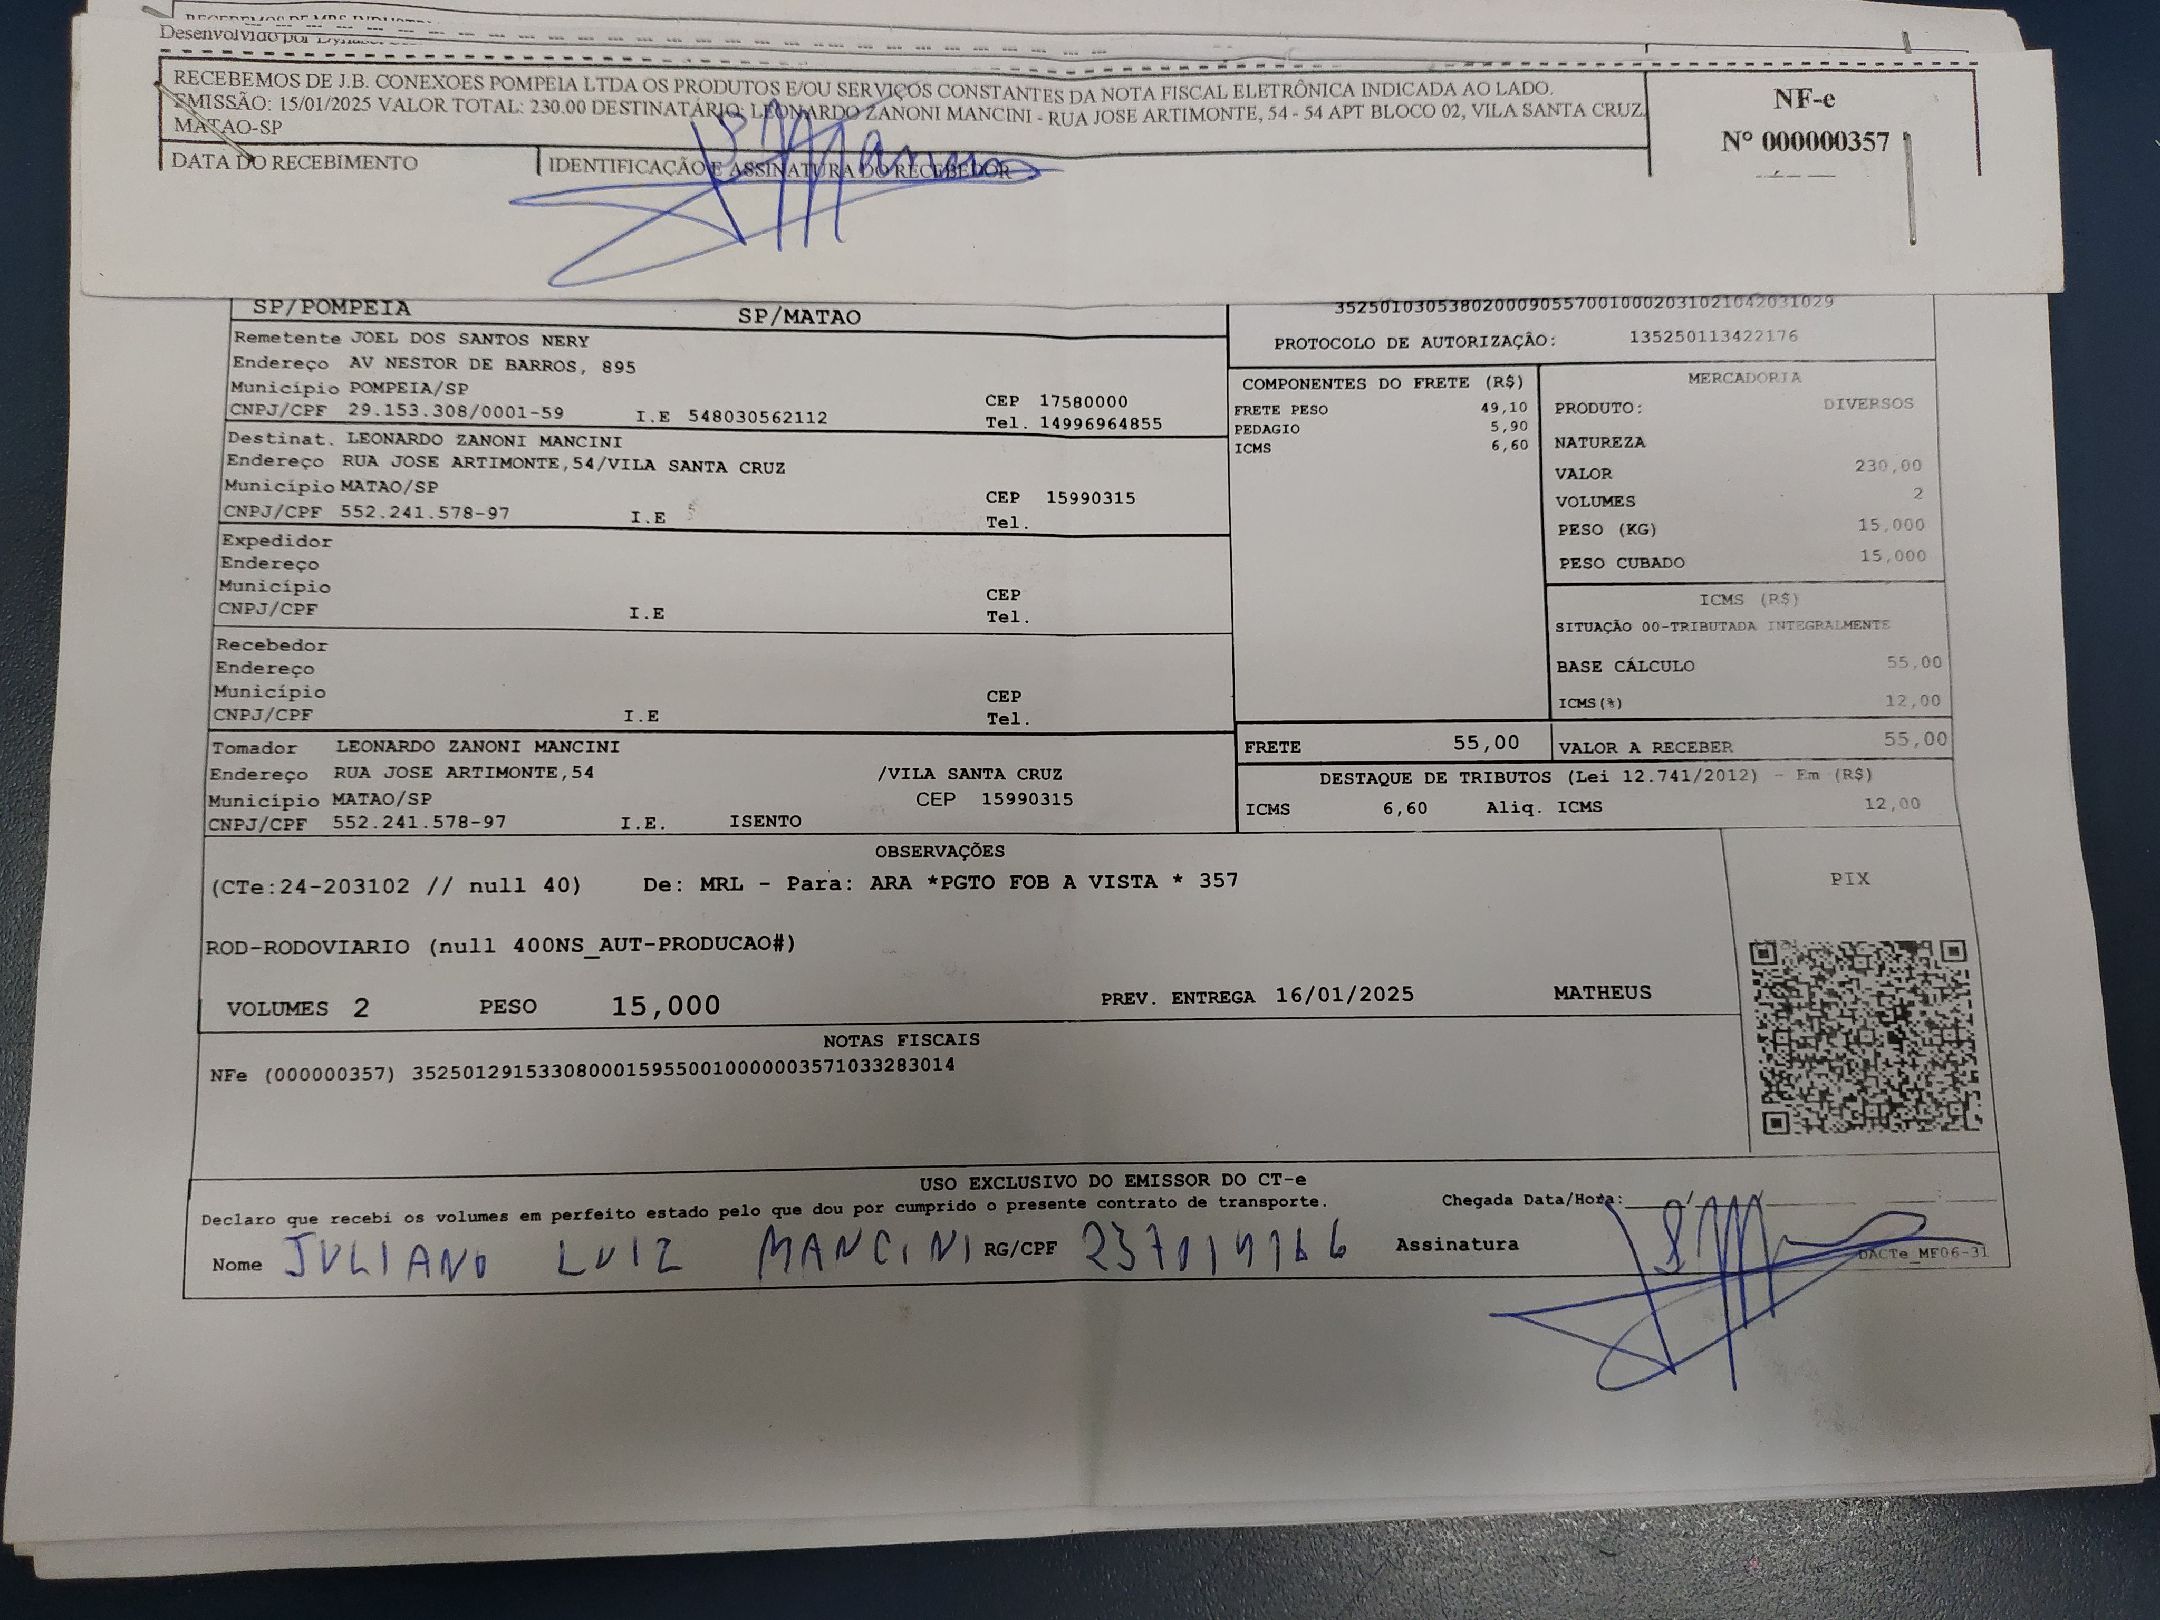 Desenvolvido por
RECEBEMOS DE J.B. CONEXOES POMPEIA LTDA OS PRODUTOS E/OU SERVIÇOS CONSTANTES DA NOTA FISCAL ELETRÔNICA INDICADA AO LADO.
EMISSÃO: 15/01/2025 VALOR TOTAL: 230.00 DESTINATÁRIO: LEONARDO ZANONI MANCINI - RUA JOSE ARTIMONTE, 54 - 54 APT BLOCO 02, VILA SANTA CRUZ
MATAO-SP
DATA DO RECEBIMENTO
IDENTIFICAÇÃO E ASSINATURA DO RECEBEDOR
NF-e
N° 000000357
SP/POMPEIA SP/MATAO
Remetente JOEL DOS SANTOS NERY
Endereço AV NESTOR DE BARROS, 895
Município POMPEIA/SP CEP 17580000
CNPJ/CPF 29.153.308/0001-59 I.E 548030562112 Tel. 14996964855
Destinat. LEONARDO ZANONI MANCINI
Endereço RUA JOSE ARTIMONTE,54/VILA SANTA CRUZ
Município MATAO/SP CEP 15990315
CNPJ/CPF 552.241.578-97 I.E Tel.
Expedidor
Endereço
Município CEP
CNPJ/CPF I.E Tel.
Recebedor
Endereço
Município CEP
CNPJ/CPF I.E Tel.
Tomador LEONARDO ZANONI MANCINI
Endereço RUA JOSE ARTIMONTE,54 /VILA SANTA CRUZ
Município MATAO/SP CEP 15990315
CNPJ/CPF 552.241.578-97 I.E. ISENTO
35250103053802000905570010002031021042031029
PROTOCOLO DE AUTORIZAÇÃO: 135250113422176
COMPONENTES DO FRETE (R$)
FRETE PESO 49,10
PEDAGIO 5,90
ICMS 6,60
MERCADORIA
PRODUTO: DIVERSOS
NATUREZA
VALOR 230,00
VOLUMES 2
PESO (KG) 15,000
PESO CUBADO 15,000
ICMS (R$)
SITUAÇÃO 00-TRIBUTADA INTEGRALMENTE
BASE CÁLCULO 55,00
ICMS(%) 12,00
FRETE 55,00 VALOR A RECEBER 55,00
DESTAQUE DE TRIBUTOS (Lei 12.741/2012) - Em (R$)
ICMS 6,60 Aliq. ICMS 12,00
OBSERVAÇÕES
(CTe:24-203102 // null 40) De: MRL - Para: ARA *PGTO FOB A VISTA * 357
ROD-RODOVIARIO (null 400NS_AUT-PRODUCAO#)
VOLUMES 2 PESO 15,000 PREV. ENTREGA 16/01/2025 MATHEUS
PIX
NOTAS FISCAIS
NFe (000000357) 35250129153308000159550010000003571033283014
USO EXCLUSIVO DO EMISSOR DO CT-e
Declaro que recebi os volumes em perfeito estado pelo que dou por cumprido o presente contrato de transporte. Chegada Data/Hora:
Nome JULIANO LUIZ MANCINI RG/CPF 237019766 Assinatura
DACTe_MF06-31